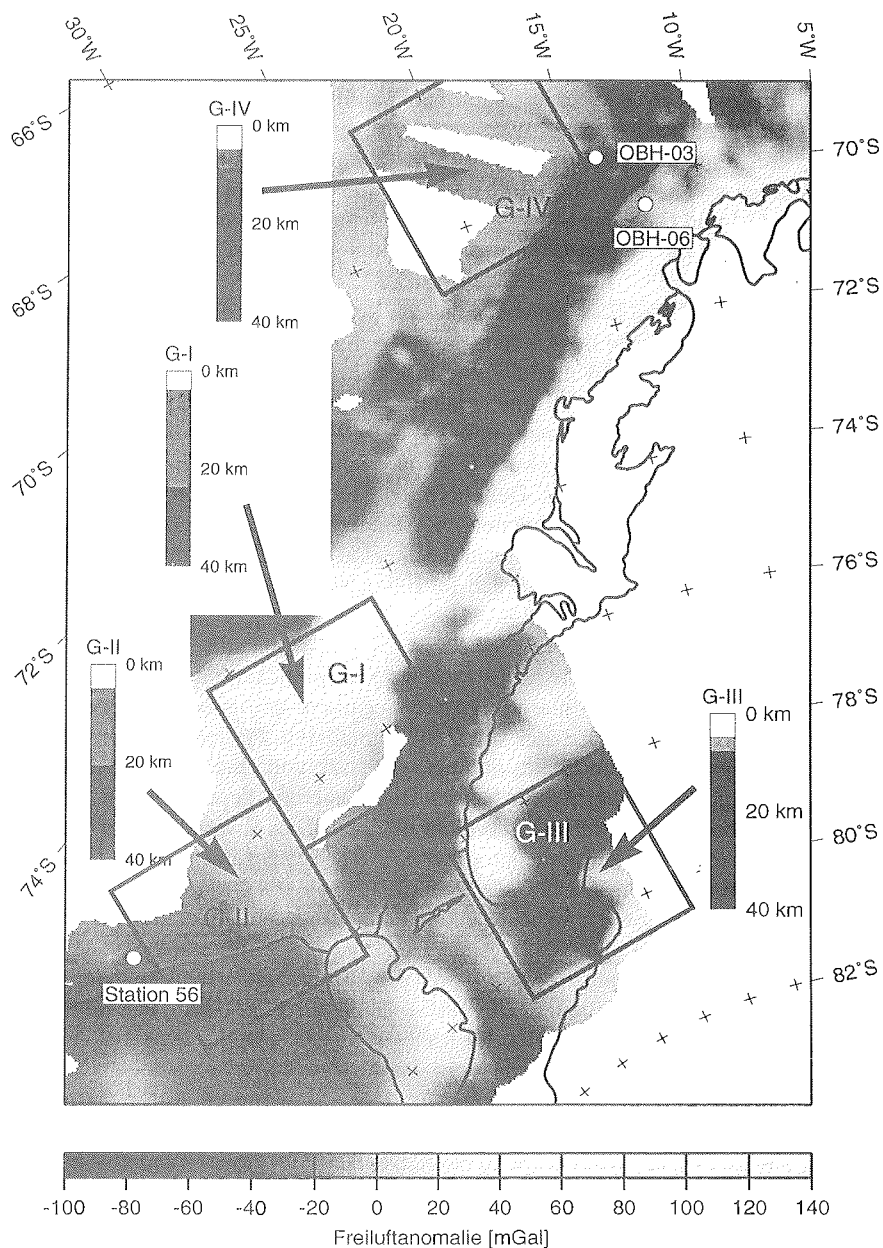 30°W
25°W
20°W
15°W
10°W
5°W
66°S
68°S
70°S
72°S
74°S
70°S
72°S
74°S
76°S
78°S
80°S
82°S
G-IV
0 km
20 km
40 km
OBH-03
G-IV
OBH-06
G-I
0 km
20 km
40 km
G-II
0 km
20 km
40 km
G-I
G-III
0 km
20 km
40 km
G-III
G-II
Station 56
-100 -80 -60 -40 -20 0 20 40 60 80 100 120 140
Freiluftanomalie [mGal]